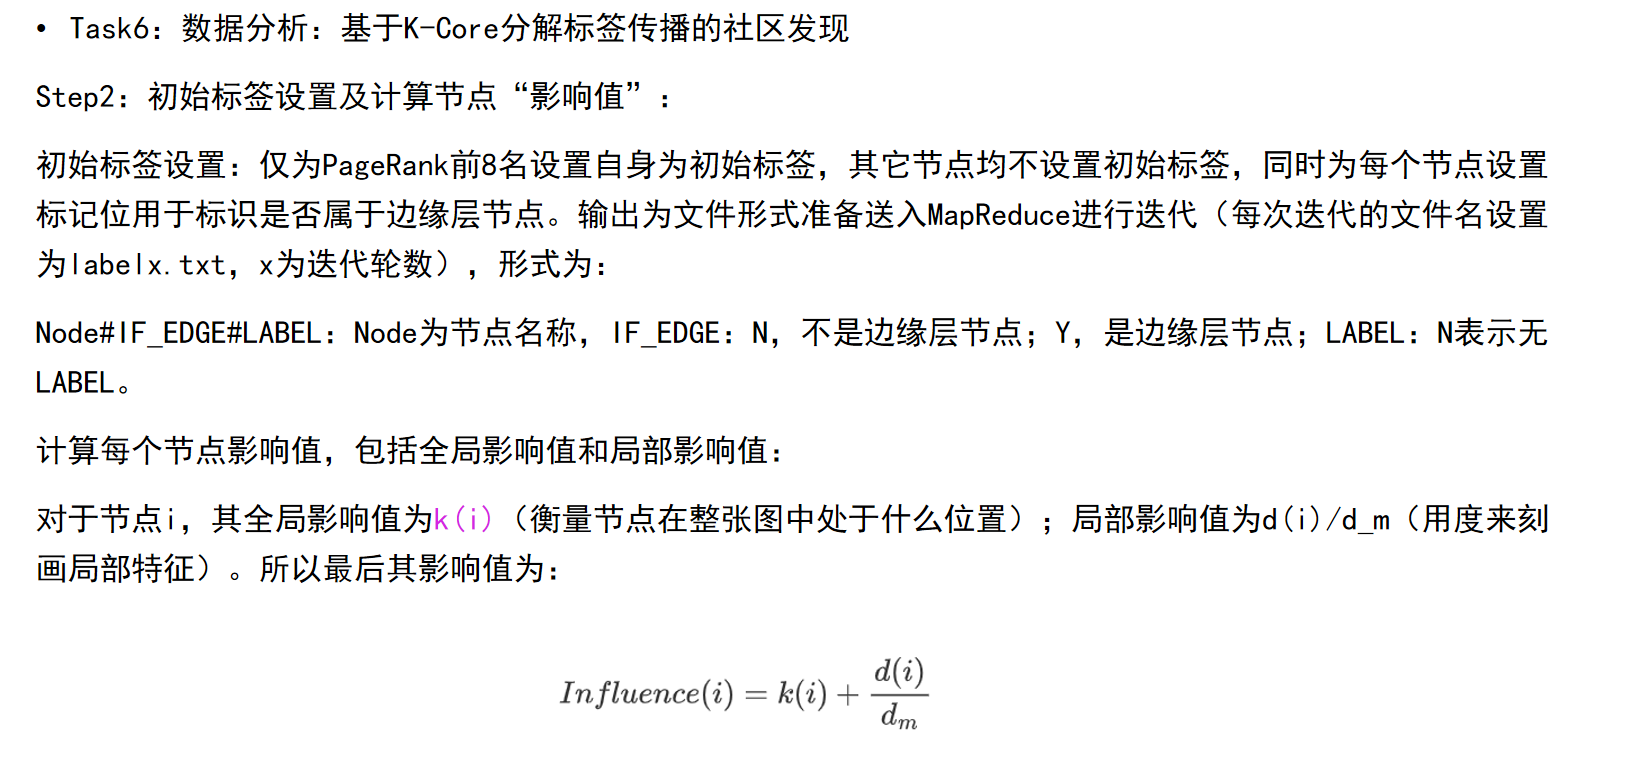 • Task6：数据分析：基于K-Core分解标签传播的社区发现
Step2：初始标签设置及计算节点“影响值”：
初始标签设置：仅为PageRank前8名设置自身为初始标签，其它节点均不设置初始标签，同时为每个节点设置
标记位用于标识是否属于边缘层节点。输出为文件形式准备送入MapReduce进行迭代（每次迭代的文件名设置
为labelx.txt，x为迭代轮数），形式为：
Node#IF_EDGE#LABEL：Node为节点名称，IF_EDGE：N，不是边缘层节点；Y，是边缘层节点；LABEL：N表示无
LABEL。
计算每个节点影响值，包括全局影响值和局部影响值：
对于节点i，其全局影响值为k(i)（衡量节点在整张图中处于什么位置）；局部影响值为d(i)/d_m（用度来刻
画局部特征）。所以最后其影响值为：
Influence(i) = k(i) + \frac{d(i)}{d_m}